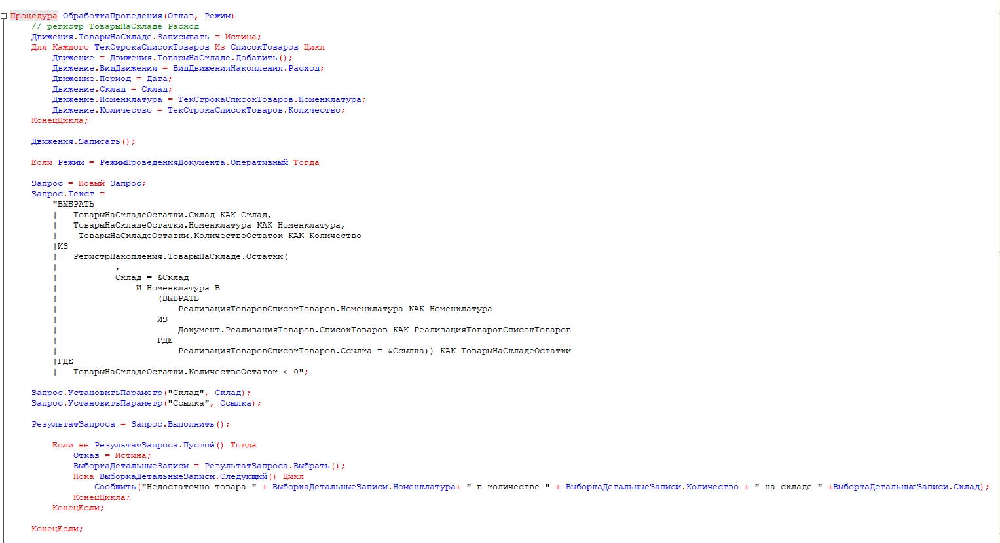 Процедура ОбработкаПроведения(Отказ, Режим)
// регистр ТоварыНаСкладе Расход
Движения.ТоварыНаСкладе.Записывать = Истина;
Для Каждого ТекСтрокаСписокТоваров Из СписокТоваров Цикл
Движение = Движения.ТоварыНаСкладе.Добавить();
Движение.ВидДвижения = ВидДвиженияНакопления.Расход;
Движение.Период = Дата;
Движение.Склад = Склад;
Движение.Номенклатура = ТекСтрокаСписокТоваров.Номенклатура;
Движение.Количество = ТекСтрокаСписокТоваров.Количество;
КонецЦикла;
Движения.Записать();
Если Режим = РежимПроведенияДокумента.Оперативный Тогда
Запрос = Новый Запрос;
Запрос.Текст =
"ВЫБРАТЬ
| ТоварыНаСкладеОстатки.Склад КАК Склад,
| ТоварыНаСкладеОстатки.Номенклатура КАК Номенклатура,
| -ТоварыНаСкладеОстатки.КоличествоОстаток КАК Количество
|ИЗ
| РегистрНакопления.ТоварыНаСкладе.Остатки(
| ,
| Склад = &Склад
| И Номенклатура В
| (ВЫБРАТЬ
| РеализацияТоваровСписокТоваров.Номенклатура КАК Номенклатура
| ИЗ
| Документ.РеализацияТоваров.СписокТоваров КАК РеализацияТоваровСписокТоваров
| ГДЕ
| РеализацияТоваровСписокТоваров.Ссылка = &Ссылка)) КАК ТоварыНаСкладеОстатки
|ГДЕ
| ТоварыНаСкладеОстатки.КоличествоОстаток < 0";
Запрос.УстановитьПараметр("Склад", Склад);
Запрос.УстановитьПараметр("Ссылка", Ссылка);
РезультатЗапроса = Запрос.Выполнить();
Если не РезультатЗапроса.Пустой() Тогда
Отказ = Истина;
ВыборкаДетальныеЗаписи = РезультатЗапроса.Выбрать();
Пока ВыборкаДетальныеЗаписи.Следующий() Цикл
Сообщить("Недостаточно товара " + ВыборкаДетальныеЗаписи.Номенклатура+ " в количестве " + ВыборкаДетальныеЗаписи.Количество + " на складе " +ВыборкаДетальныеЗаписи.Склад);
КонецЦикла;
КонецЕсли;
КонецЕсли;